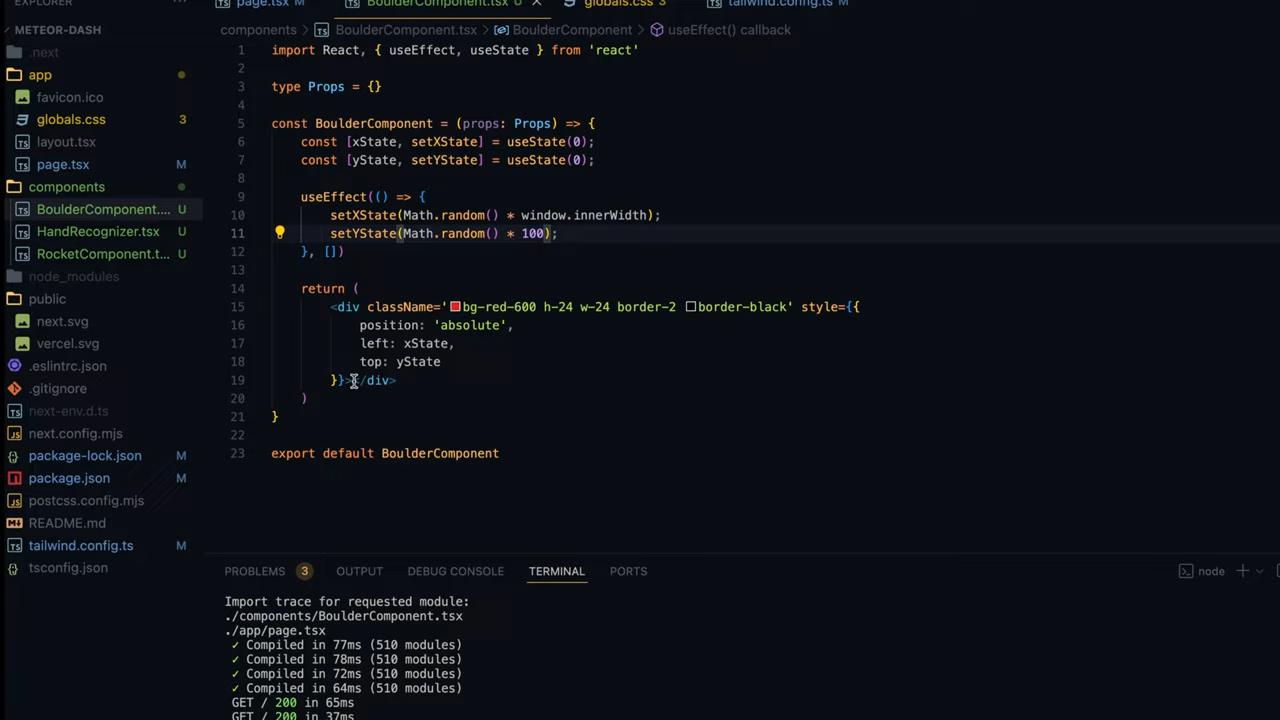 EXPLORER
page.tsx M
BoulderComponent.tsx U
globals.css 3
tailwind.config.ts M
METEOR-DASH
components
BoulderComponent.tsx
BoulderComponent
useEffect() callback
.next
app
favicon.ico
globals.css 3
layout.tsx
page.tsx M
components
BoulderComponent.... U
HandRecognizer.tsx U
RocketComponent.t... U
node_modules
public
next.svg
vercel.svg
.eslintrc.json
.gitignore
next-env.d.ts
next.config.mjs
package-lock.json M
package.json M
postcss.config.mjs
README.md
tailwind.config.ts M
tsconfig.json
1 import React, { useEffect, useState } from 'react'
2
3 type Props = {}
4
5 const BoulderComponent = (props: Props) => {
6 const [xState, setXState] = useState(0);
7 const [yState, setYState] = useState(0);
8
9 useEffect(() => {
10 setXState(Math.random() * window.innerWidth);
11 setYState(Math.random() * 100);
12 }, [])
13
14 return (
15 <div className='bg-red-600 h-24 w-24 border-2 border-black' style={{
16 position: 'absolute',
17 left: xState,
18 top: yState
19 }}></div>
20 )
21 }
22
23 export default BoulderComponent
PROBLEMS 3 OUTPUT DEBUG CONSOLE TERMINAL PORTS
node
Import trace for requested module:
./components/BoulderComponent.tsx
./app/page.tsx
✓ Compiled in 77ms (510 modules)
✓ Compiled in 78ms (510 modules)
✓ Compiled in 72ms (510 modules)
✓ Compiled in 64ms (510 modules)
GET / 200 in 65ms
GET / 200 in 37ms